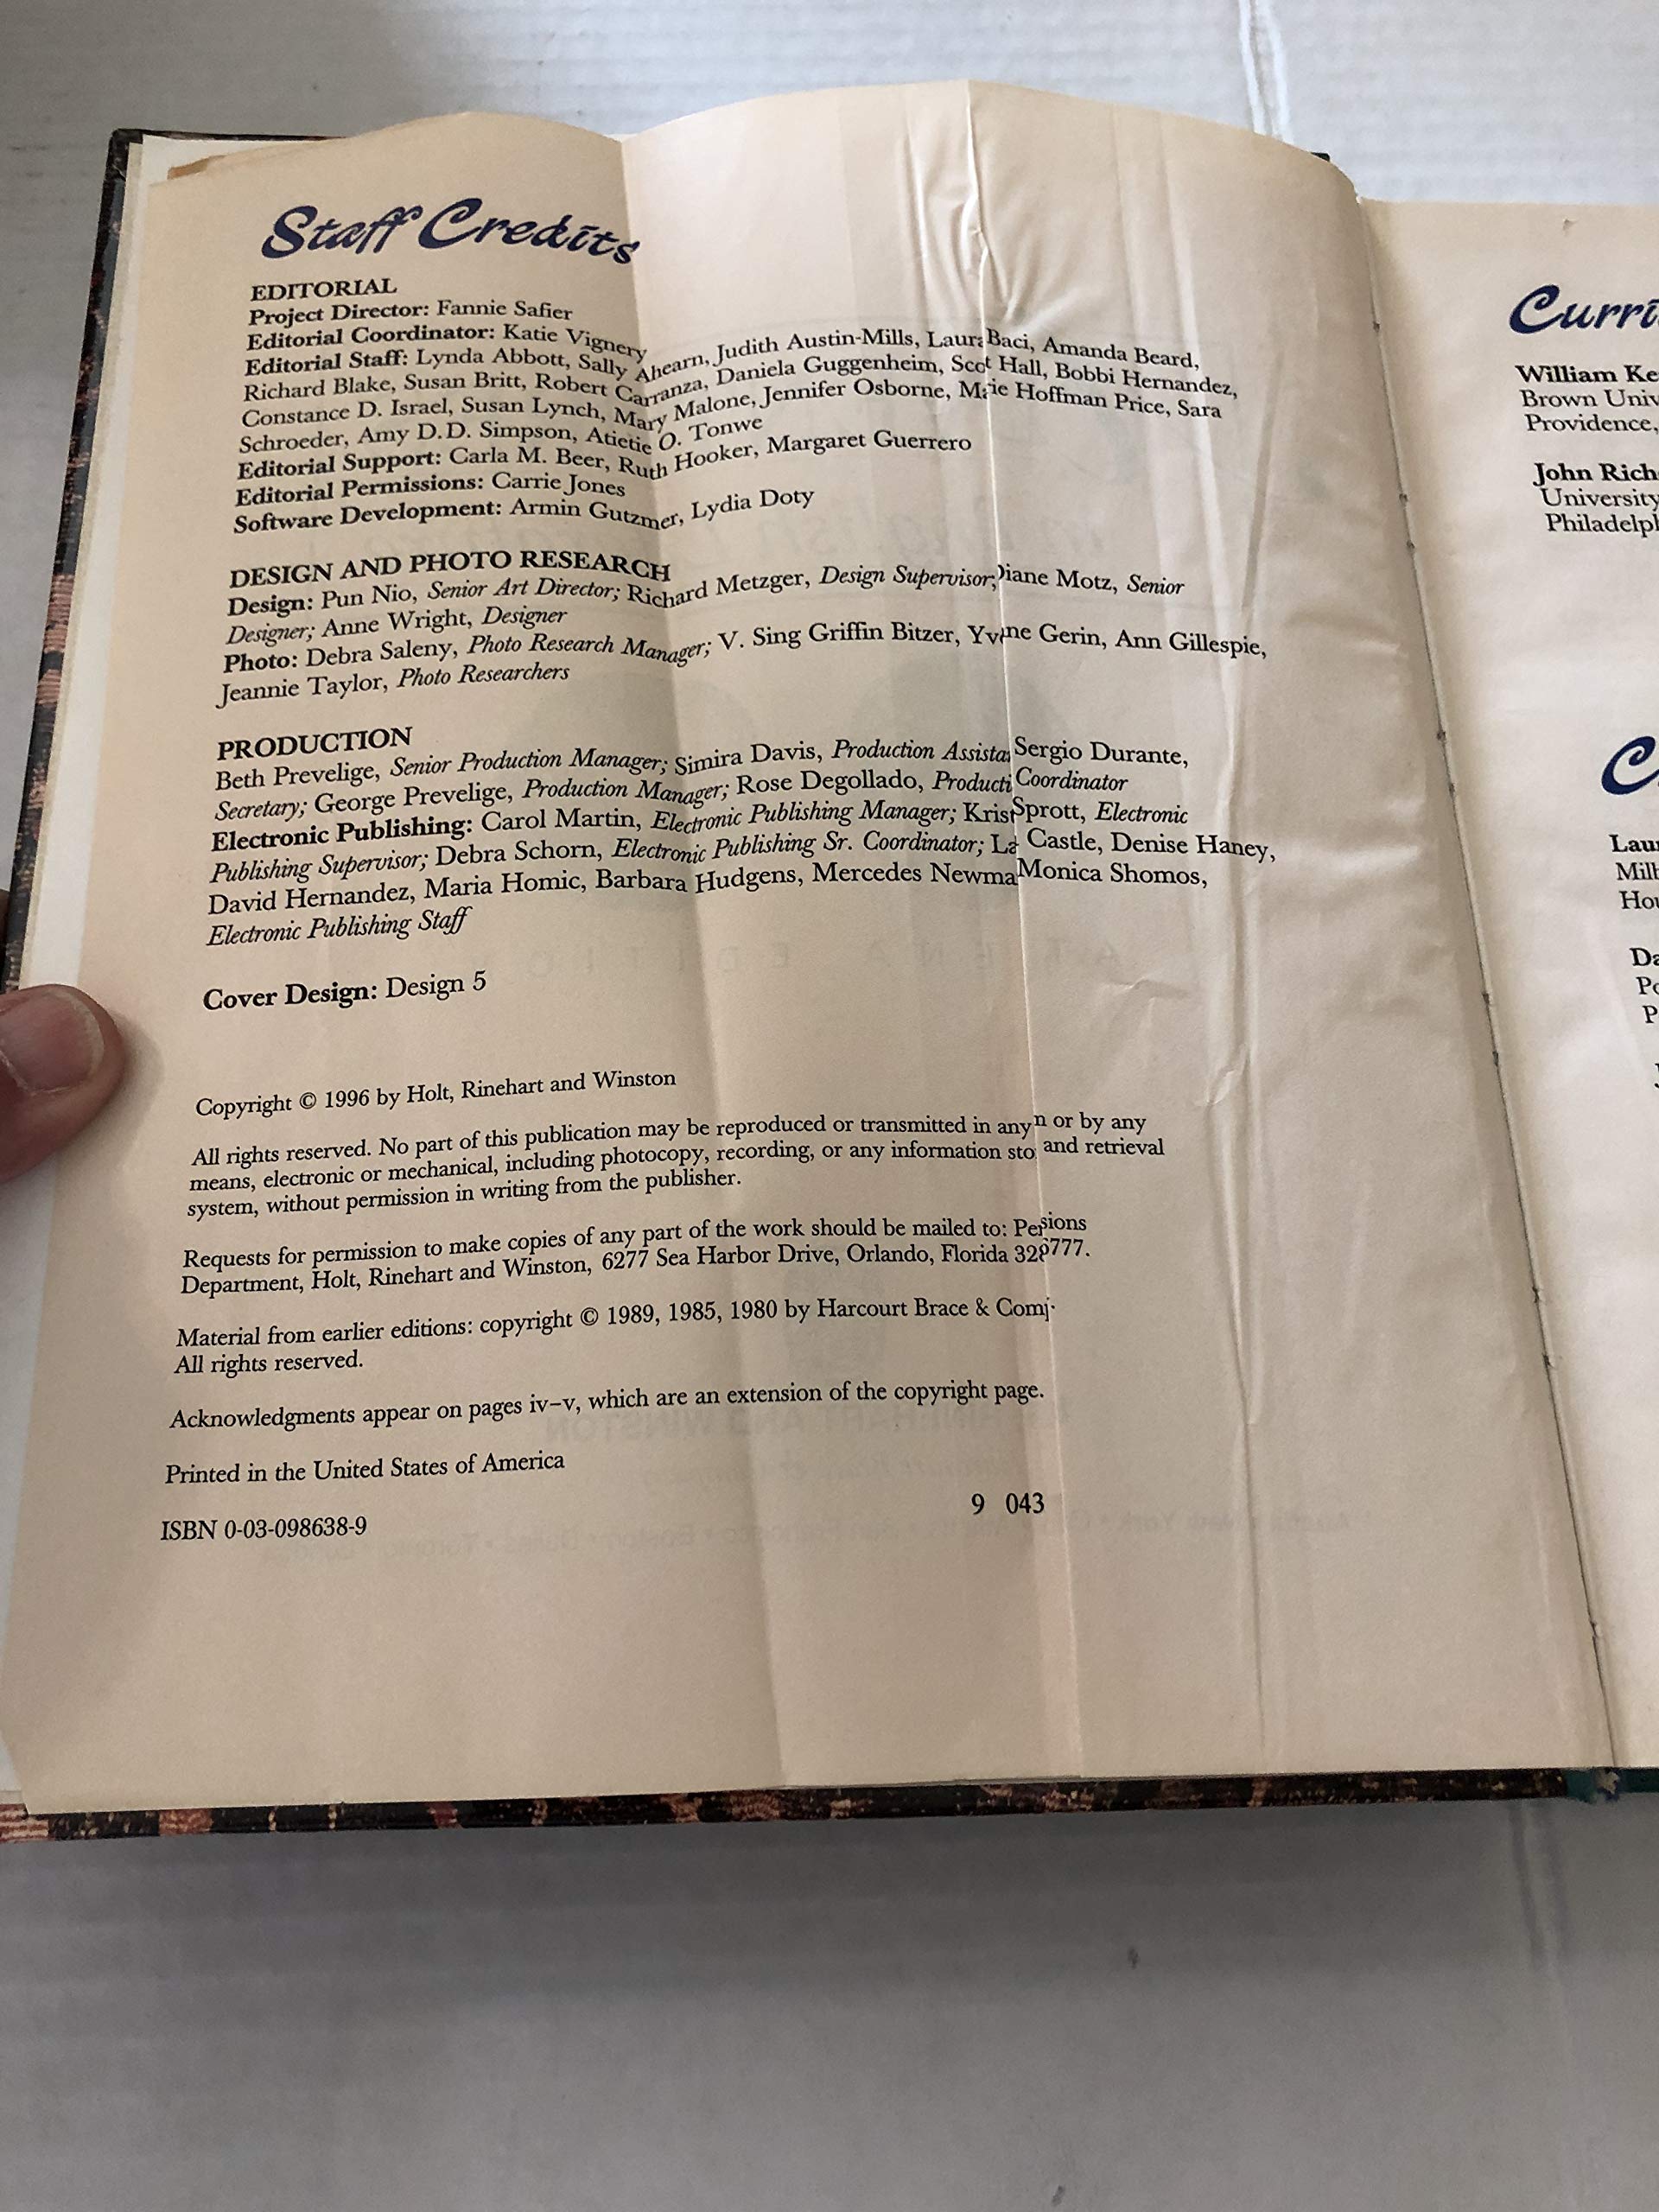 Staff Credits
EDITORIAL
Project Director: Fannie Safier
Editorial Coordinator: Katie Vignery
Editorial Staff: Lynda Abbott, Sally Ahearn, Judith Austin-Mills, Laura Baci, Amanda Beard,
Richard Blake, Susan Britt, Robert Carranza, Daniela Guggenheim, Scot Hall, Bobbi Hernandez,
Constance D. Israel, Susan Lynch, Mary Malone, Jennifer Osborne, Hoffman Price, Sara
Schroeder, Amy D.D. Simpson, Atietie O. Tonwe
Editorial Support: Carla M. Beer, Ruth Hooker, Margaret Guerrero
Editorial Permissions: Carrie Jones
Software Development: Armin Gutzmer, Lydia Doty
DESIGN AND PHOTO RESEARCH
Design: Pun Nio, Senior Art Director; Richard Metzger, Design Supervisor; Diane Motz, Senior
Designer; Anne Wright, Designer
Photo: Debra Saleny, Photo Research Manager; V. Sing Griffin Bitzer, Gerin, Ann Gillespie,
Jeannie Taylor, Photo Researchers
PRODUCTION
Beth Prevelige, Senior Production Manager; Simira Davis, Production Sergio Durante,
Secretary; George Prevelige, Production Manager; Rose Degollado, Coordinator
Electronic Publishing: Carol Martin, Electronic Publishing Manager; Sprott, Electronic
Publishing Supervisor; Debra Schorn, Electronic Publishing Sr. Coordinator; Castle, Denise Haney,
David Hernandez, Maria Homic, Barbara Hudgens, Mercedes Monica Shomos,
Electronic Publishing Staff
Cover Design: Design 5
Copyright © 1996 by Holt, Rinehart and Winston
All rights reserved. No part of this publication may be reproduced or transmitted in any or by any
means, electronic or mechanical, including photocopy, recording, or any information and retrieval
system, without permission in writing from the publisher.
Requests for permission to make copies of any part of the work should be mailed to:
Department, Holt, Rinehart and Winston, 6277 Sea Harbor Drive, Orlando, Florida
Material from earlier editions: copyright © 1989, 1985, 1980 by Harcourt Brace &
All rights reserved.
Acknowledgments appear on pages iv–v, which are an extension of the copyright page.
Printed in the United States of America
9 043
ISBN 0-03-098638-9
William Ke
Brown Univ
Providence,
John Rich
University
Philadelph